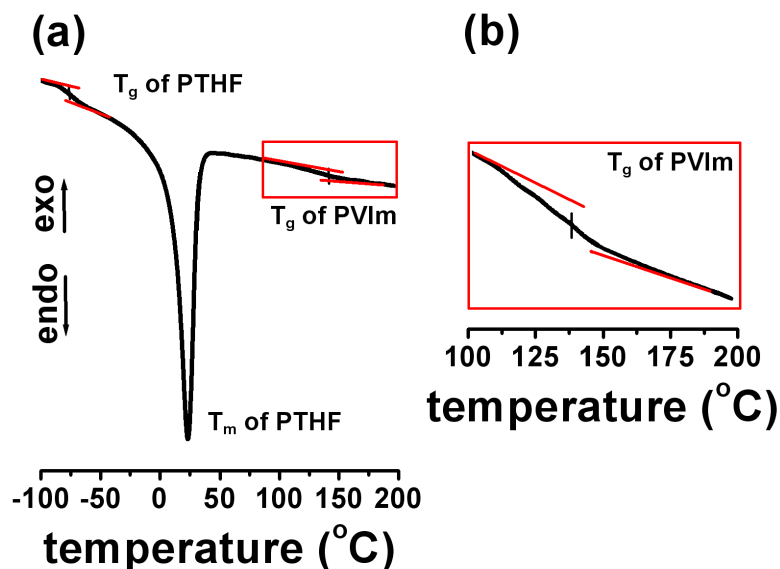 (a)
Tg of PTHF
Tg of PVIm
exo
endo
Tm of PTHF
-100 -50 0 50 100 150 200
temperature (°C)
(b)
Tg of PVIm
100 125 150 175 200
temperature (°C)